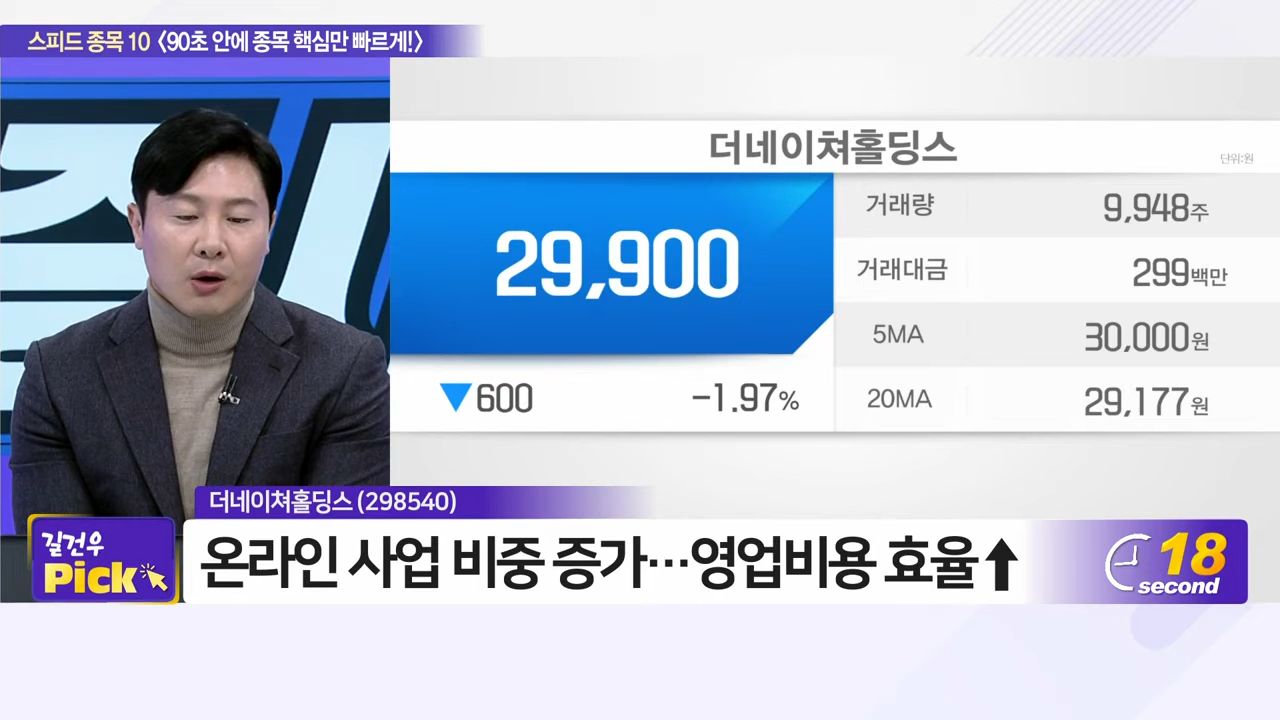 스피드 종목 10 〈90초 안에 종목 핵심만 빠르게!〉
더네이쳐홀딩스
단위:원
29,900
▼600 -1.97%
거래량 9,948주
거래대금 299백만
5MA 30,000원
20MA 29,177원
더네이쳐홀딩스 (298540)
길건우
Pick
온라인 사업 비중 증가…영업비용 효율↑
18
second